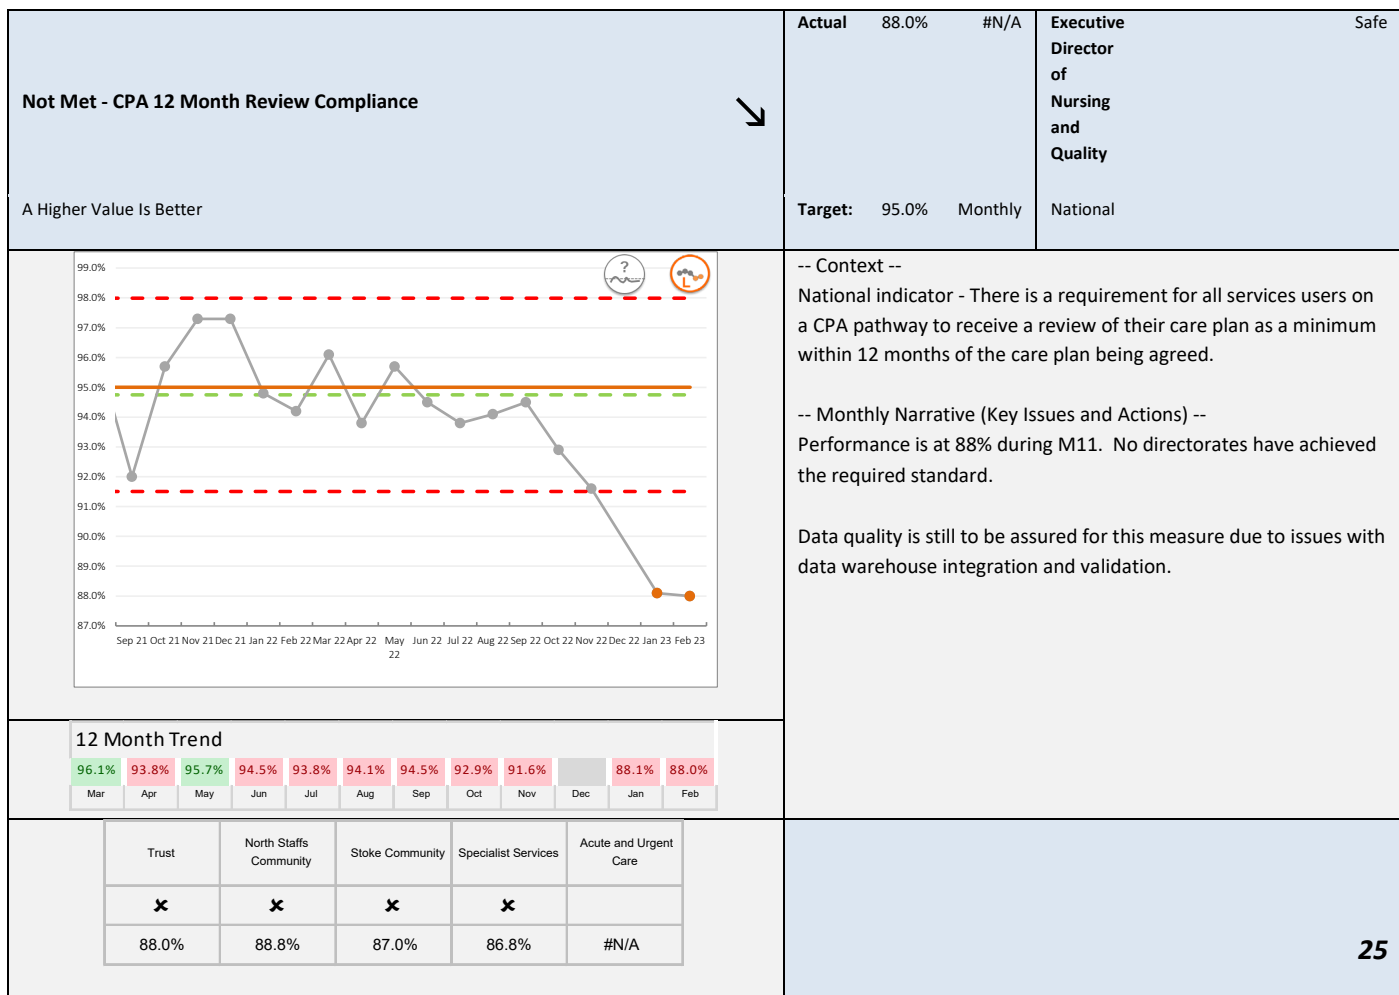 Not Met - CPA 12 Month Review Compliance
A Higher Value Is Better
Actual 88.0% #N/A
Target: 95.0% Monthly
Executive
Director
of
Nursing
and
Quality
Safe
National
?
L
99.0%
98.0%
97.0%
96.0%
95.0%
94.0%
93.0%
92.0%
91.0%
90.0%
89.0%
88.0%
87.0%
Sep 21 Oct 21 Nov 21 Dec 21 Jan 22 Feb 22 Mar 22 Apr 22 May 22 Jun 22 Jul 22 Aug 22 Sep 22 Oct 22 Nov 22 Dec 22 Jan 23 Feb 23
-- Context --
National indicator - There is a requirement for all services users on
a CPA pathway to receive a review of their care plan as a minimum
within 12 months of the care plan being agreed.
-- Monthly Narrative (Key Issues and Actions) --
Performance is at 88% during M11. No directorates have achieved
the required standard.
Data quality is still to be assured for this measure due to issues with
data warehouse integration and validation.
12 Month Trend
96.1% 93.8% 95.7% 94.5% 93.8% 94.1% 94.5% 92.9% 91.6% 88.1% 88.0%
Mar Apr May Jun Jul Aug Sep Oct Nov Dec Jan Feb
Trust North Staffs Community Stoke Community Specialist Services Acute and Urgent Care
✘ ✘ ✘ ✘
88.0% 88.8% 87.0% 86.8% #N/A
25